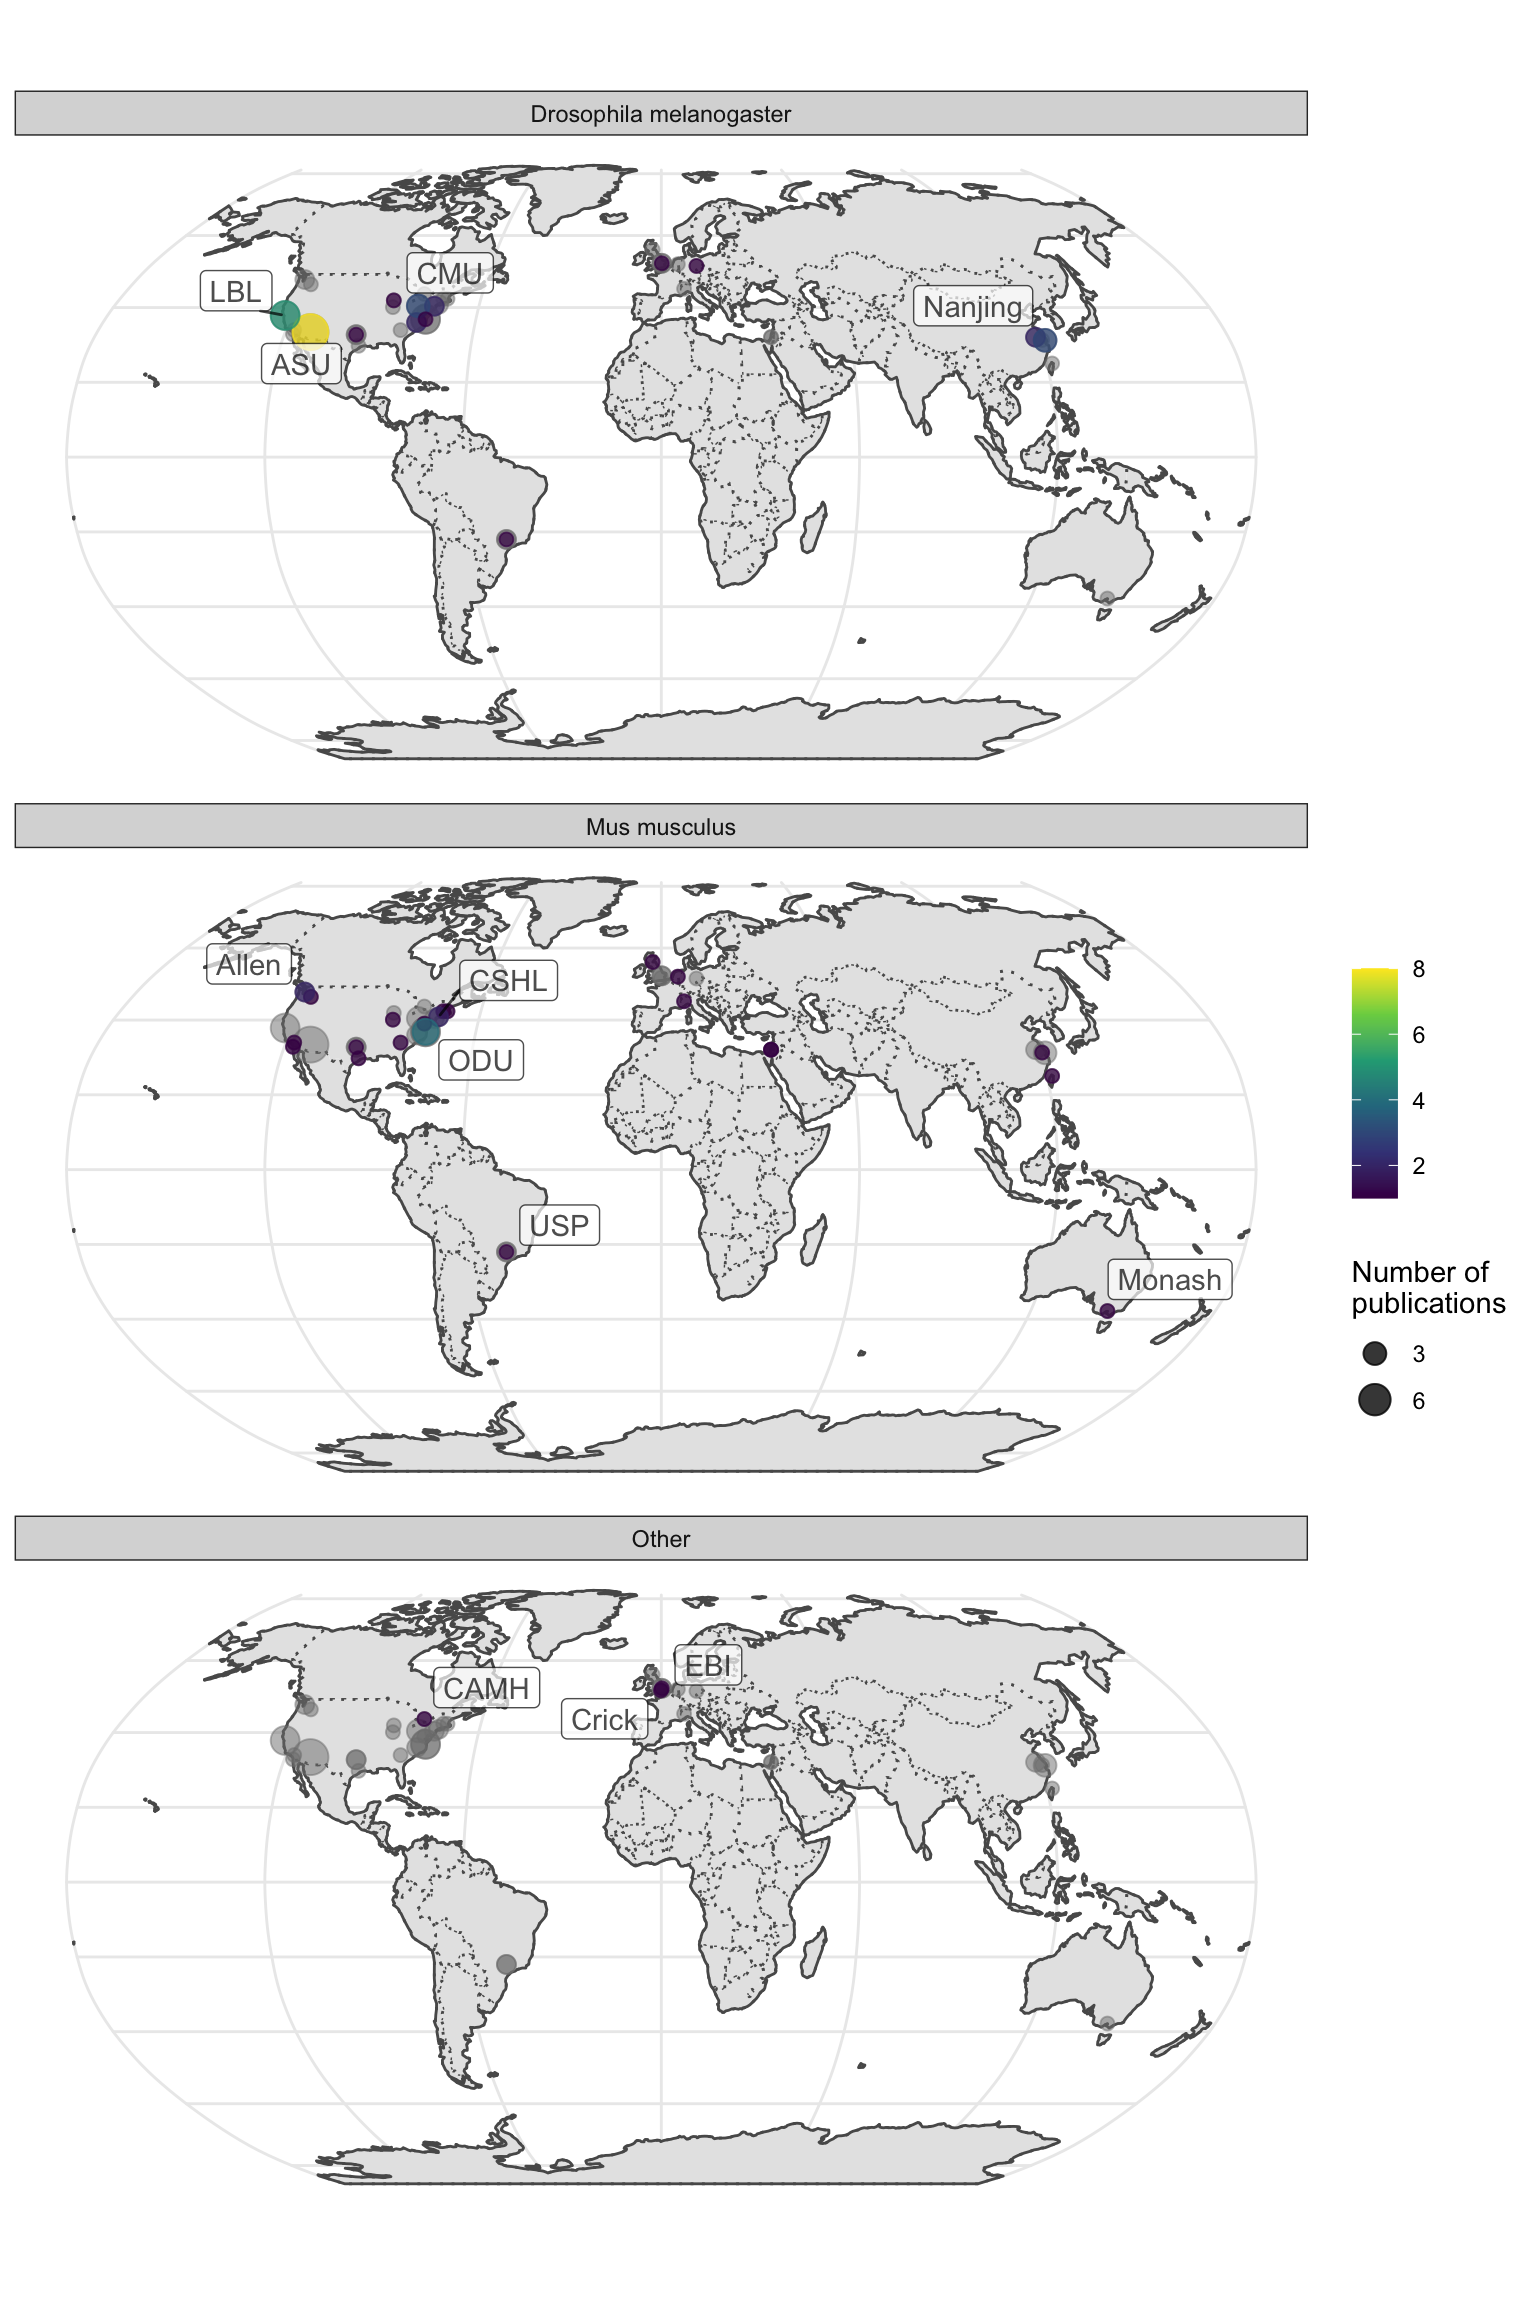 Drosophila melanogaster
CMU
LBL
Nanjing
ASU
Mus musculus
Allen
CSHL
ODU
USP
Monash
8
6
4
2
Number of
publications
3
6
Other
EBI
CAMH
Crick